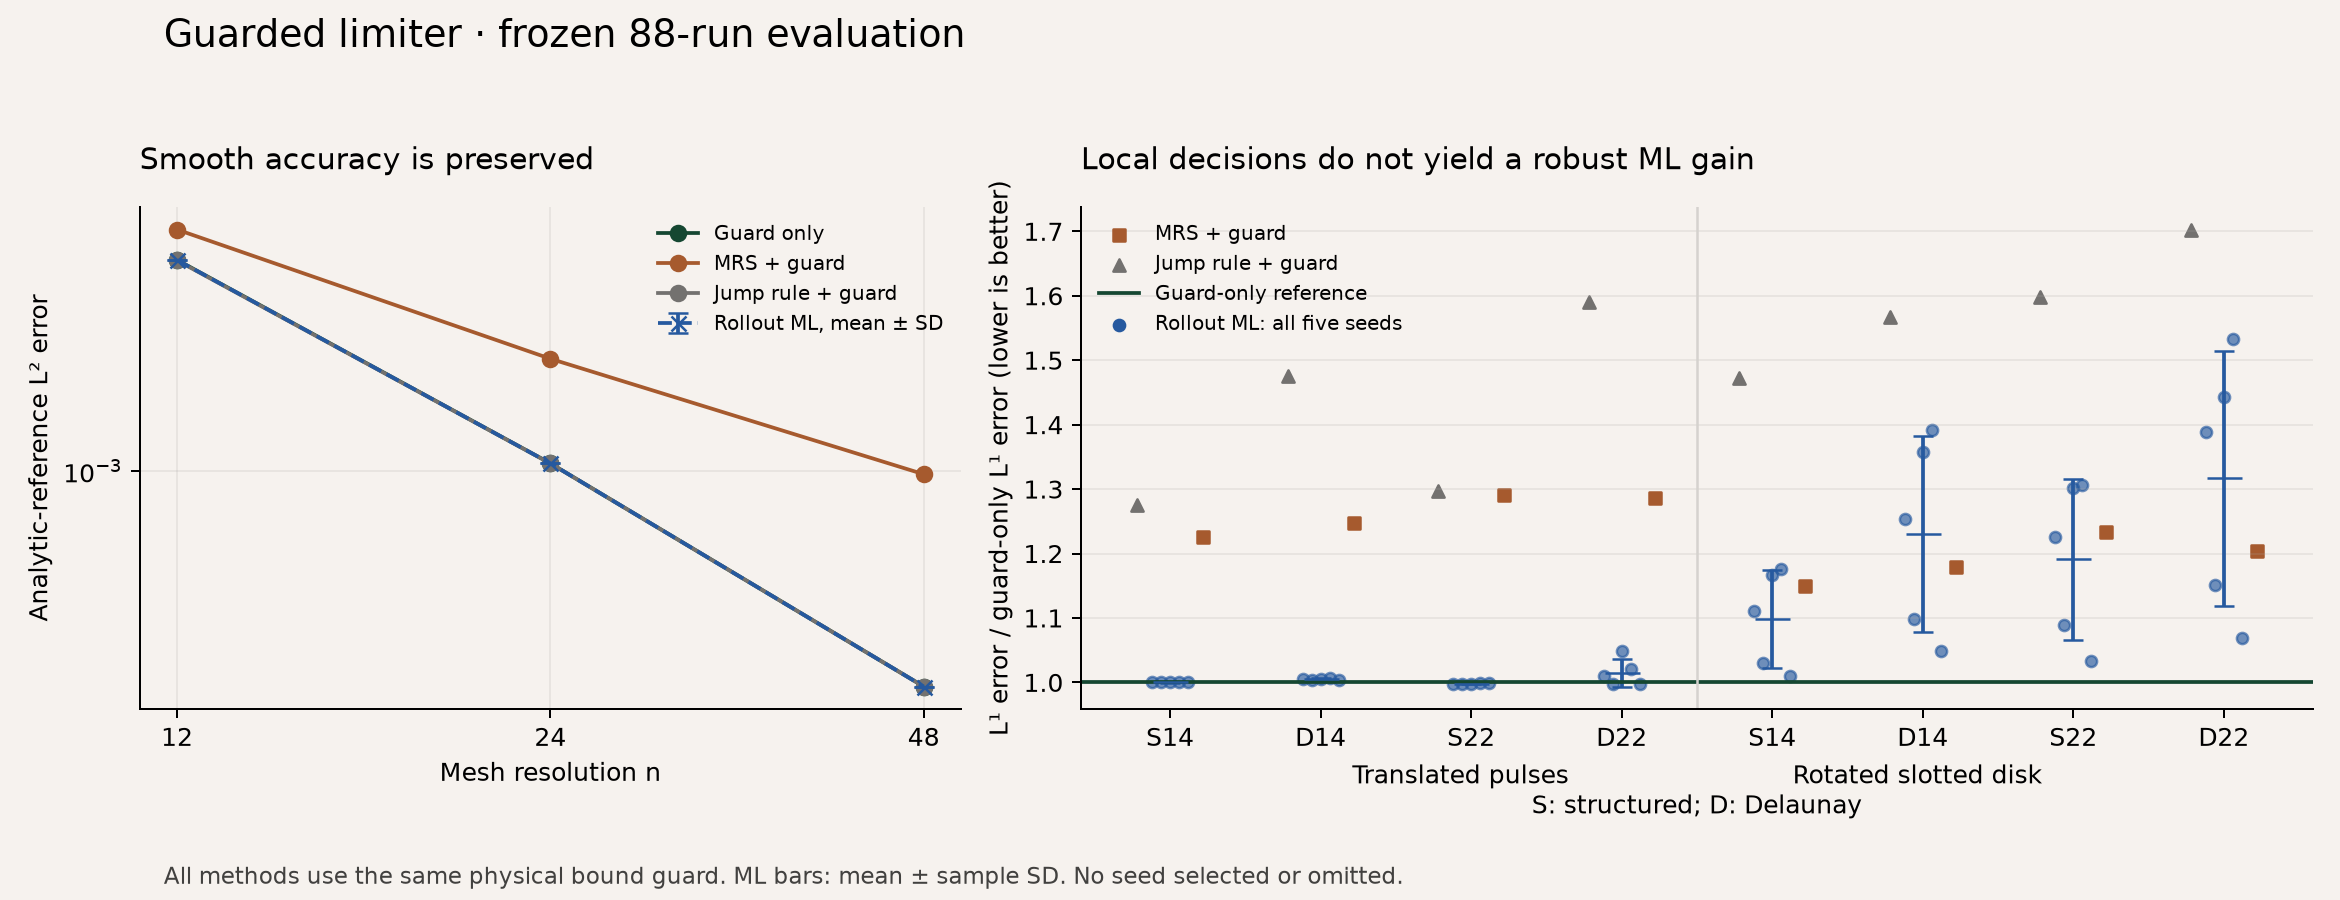 Guarded limiter · frozen 88-run evaluation
Smooth accuracy is preserved
Analytic-reference L² error
10⁻³
Guard only
MRS + guard
Jump rule + guard
Rollout ML, mean ± SD
12
24
48
Mesh resolution n
Local decisions do not yield a robust ML gain
L¹ error / guard-only L¹ error (lower is better)
1.7
1.6
1.5
1.4
1.3
1.2
1.1
1.0
MRS + guard
Jump rule + guard
Guard-only reference
Rollout ML: all five seeds
S14
D14
S22
D22
S14
D14
S22
D22
Translated pulses
Rotated slotted disk
S: structured; D: Delaunay
All methods use the same physical bound guard. ML bars: mean ± sample SD. No seed selected or omitted.